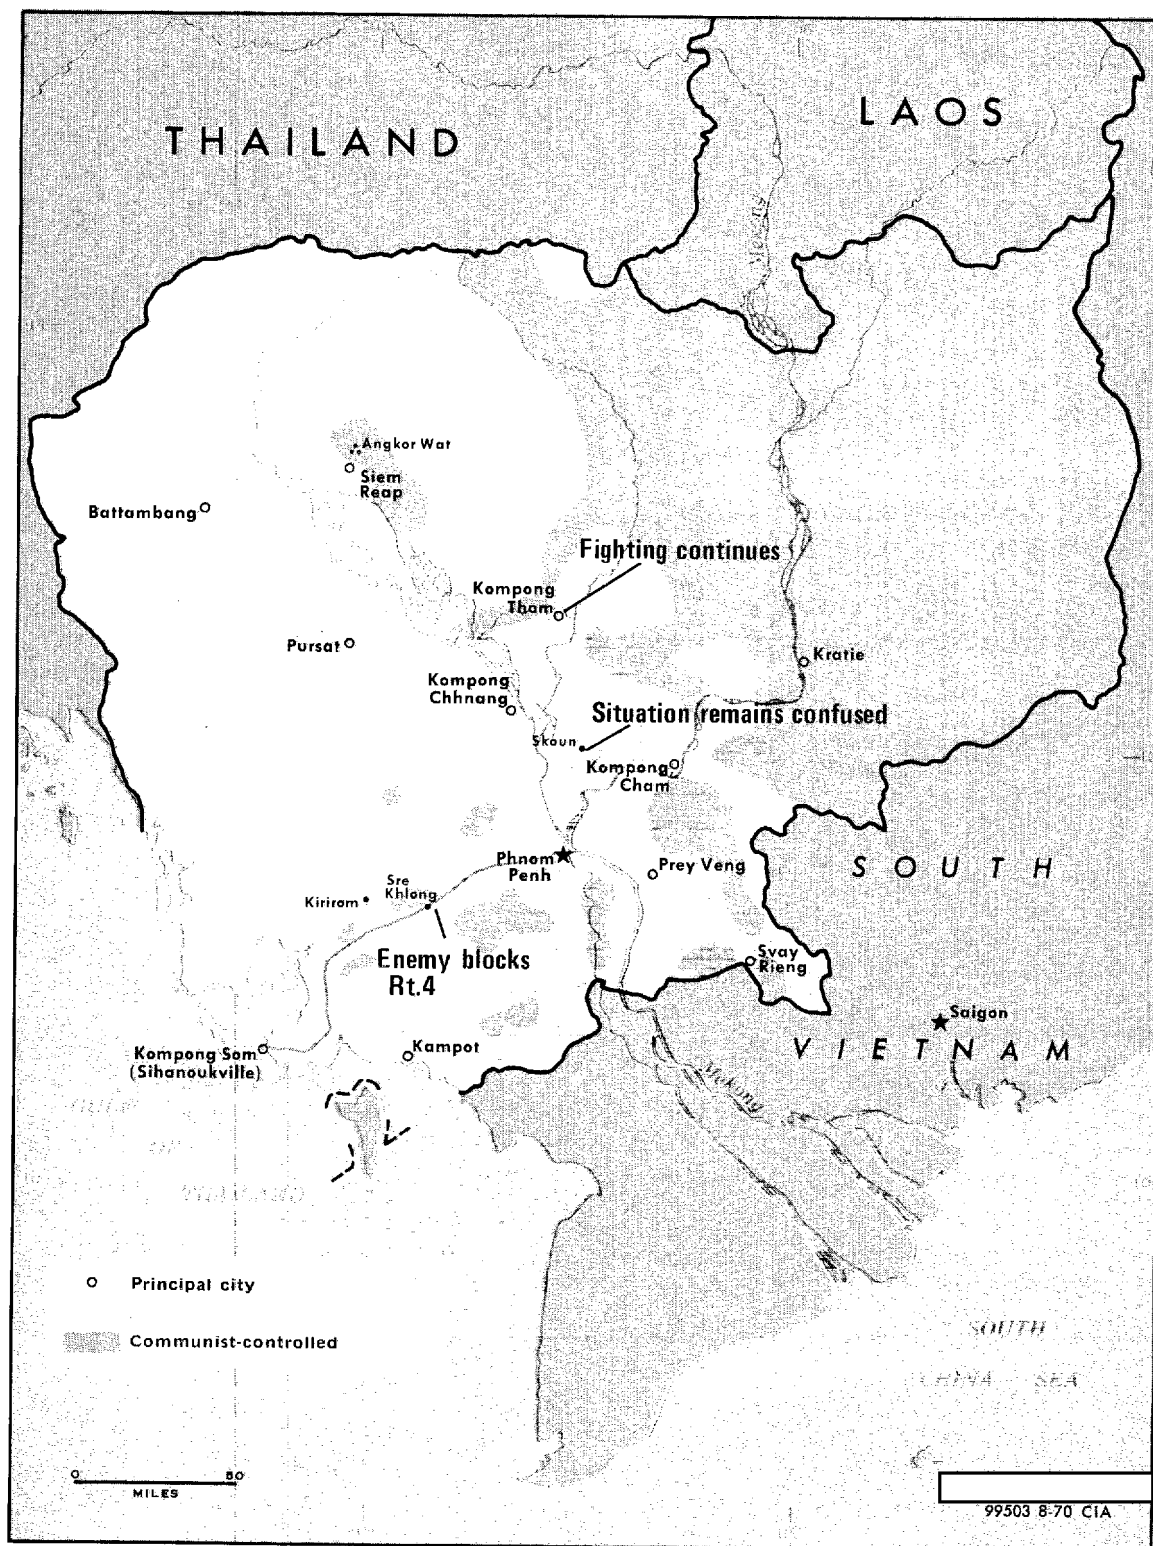 THAILAND
LAOS
Mekong
Angkor Wat
Siem
Reap
Battambang
Fighting continues
Kompong
Tham
Pursat
Kratie
Kompong
Chhnang
Situation remains confused
Skoun
Kompong
Cham
Phnom
Penh
Prey Veng
SOUTH
Sre
Khlong
Kirirom
Enemy blocks
Rt.4
Svay
Rieng
Saigon
VIETNAM
Kompong Som
(Sihanoukville)
Kampot
Mekong
Principal city
Communist-controlled
SOUTH
CHINA SEA
0 50
MILES
99503 8-70 CIA